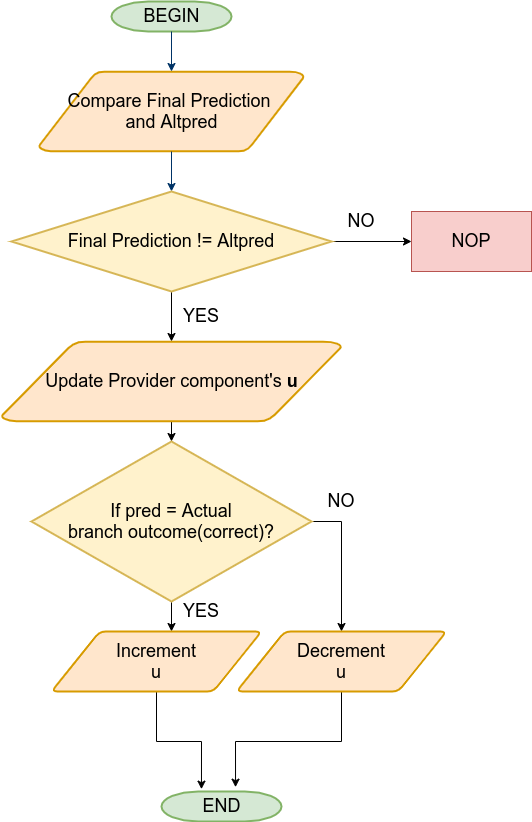 BEGIN
Compare Final Prediction
and Altpred
Final Prediction != Altpred
NO
NOP
YES
Update Provider component's u
If pred = Actual
branch outcome(correct)?
NO
YES
Increment
u
Decrement
u
END